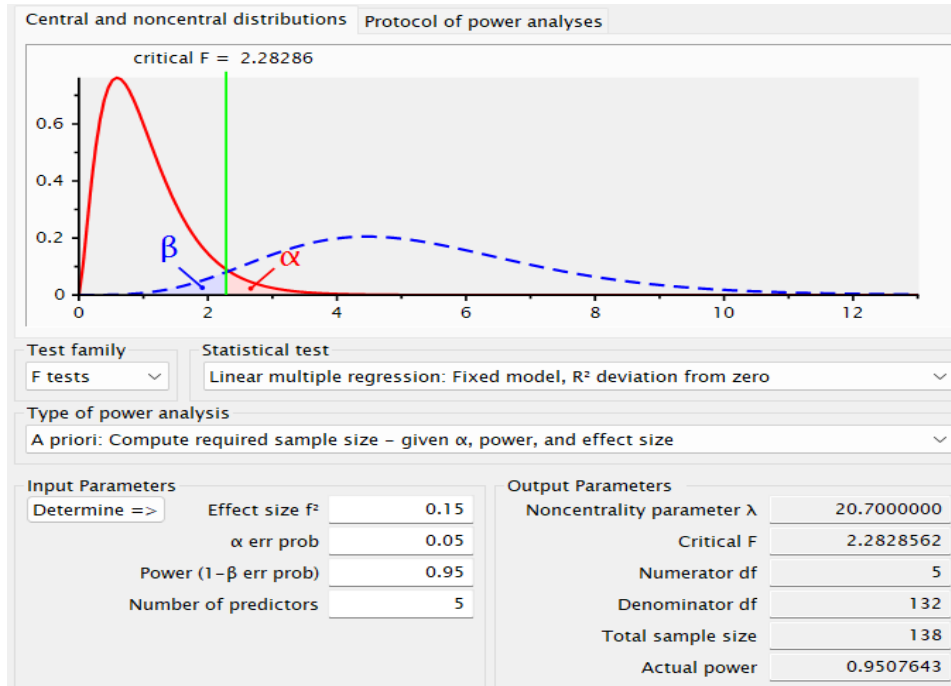 Central and noncentral distributions Protocol of power analyses
critical F = 2.28286
0.6
0.4
0.2
β
α
0
0 2 4 6 8 10 12
Test family Statistical test
F tests Linear multiple regression: Fixed model, R² deviation from zero
Type of power analysis
A priori: Compute required sample size – given α, power, and effect size
Input Parameters Output Parameters
Determine => Effect size f² 0.15 Noncentrality parameter λ 20.7000000
α err prob 0.05 Critical F 2.2828562
Power (1-β err prob) 0.95 Numerator df 5
Number of predictors 5 Denominator df 132
Total sample size 138
Actual power 0.9507643